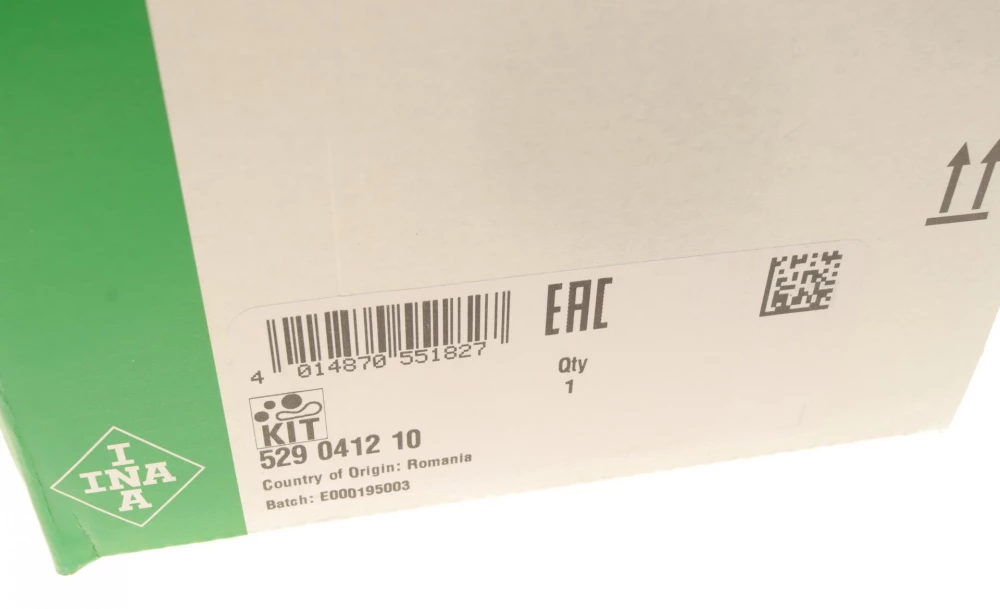 EAC
4 014870 551827
Qty
1
KIT
529 0412 10
Country of Origin: Romania
Batch: E000195003
I
INA
A